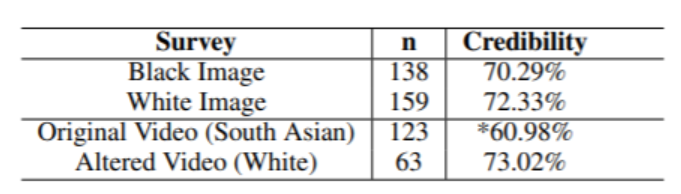 Survey n Credibility
Black Image 138 70.29%
White Image 159 72.33%
Original Video (South Asian) 123 *60.98%
Altered Video (White) 63 73.02%